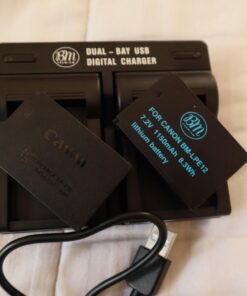 BM
DUAL-BAY USB
DIGITAL CHARGER
Canon
BM
FOR CANON BM-LPE12
7.2V 1150mAh 8.3Wh
lithium battery